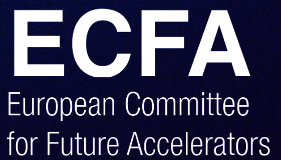 ECFA
European Committee
for Future Accelerators